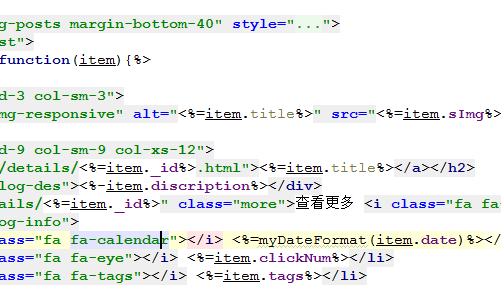 g-posts margin-bottom-40" style="...">
st">
function(item){%>
d-3 col-sm-3">
mg-responsive" alt="<%=item.title%>" src="<%=item.sImg%>
d-9 col-sm-9 col-xs-12">
/details/<%=item._id%>.html"><%=item.title%></a></h2>
log-des"><%=item.discription%></div>
ails/<%=item._id%>" class="more">查看更多 <i class="fa fa-
og-info">
ass="fa fa-calendar"></i> <%=myDateFormat(item.date)%></
ass="fa fa-eye"></i> <%=item.clickNum%></li>
ass="fa fa-tags"></i> <%=item.tags%></li>